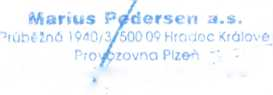 Marius Pedersen a.s.
Průběžná 1940/3, 500 09 Hradec Králové
Provozovna Plzeň